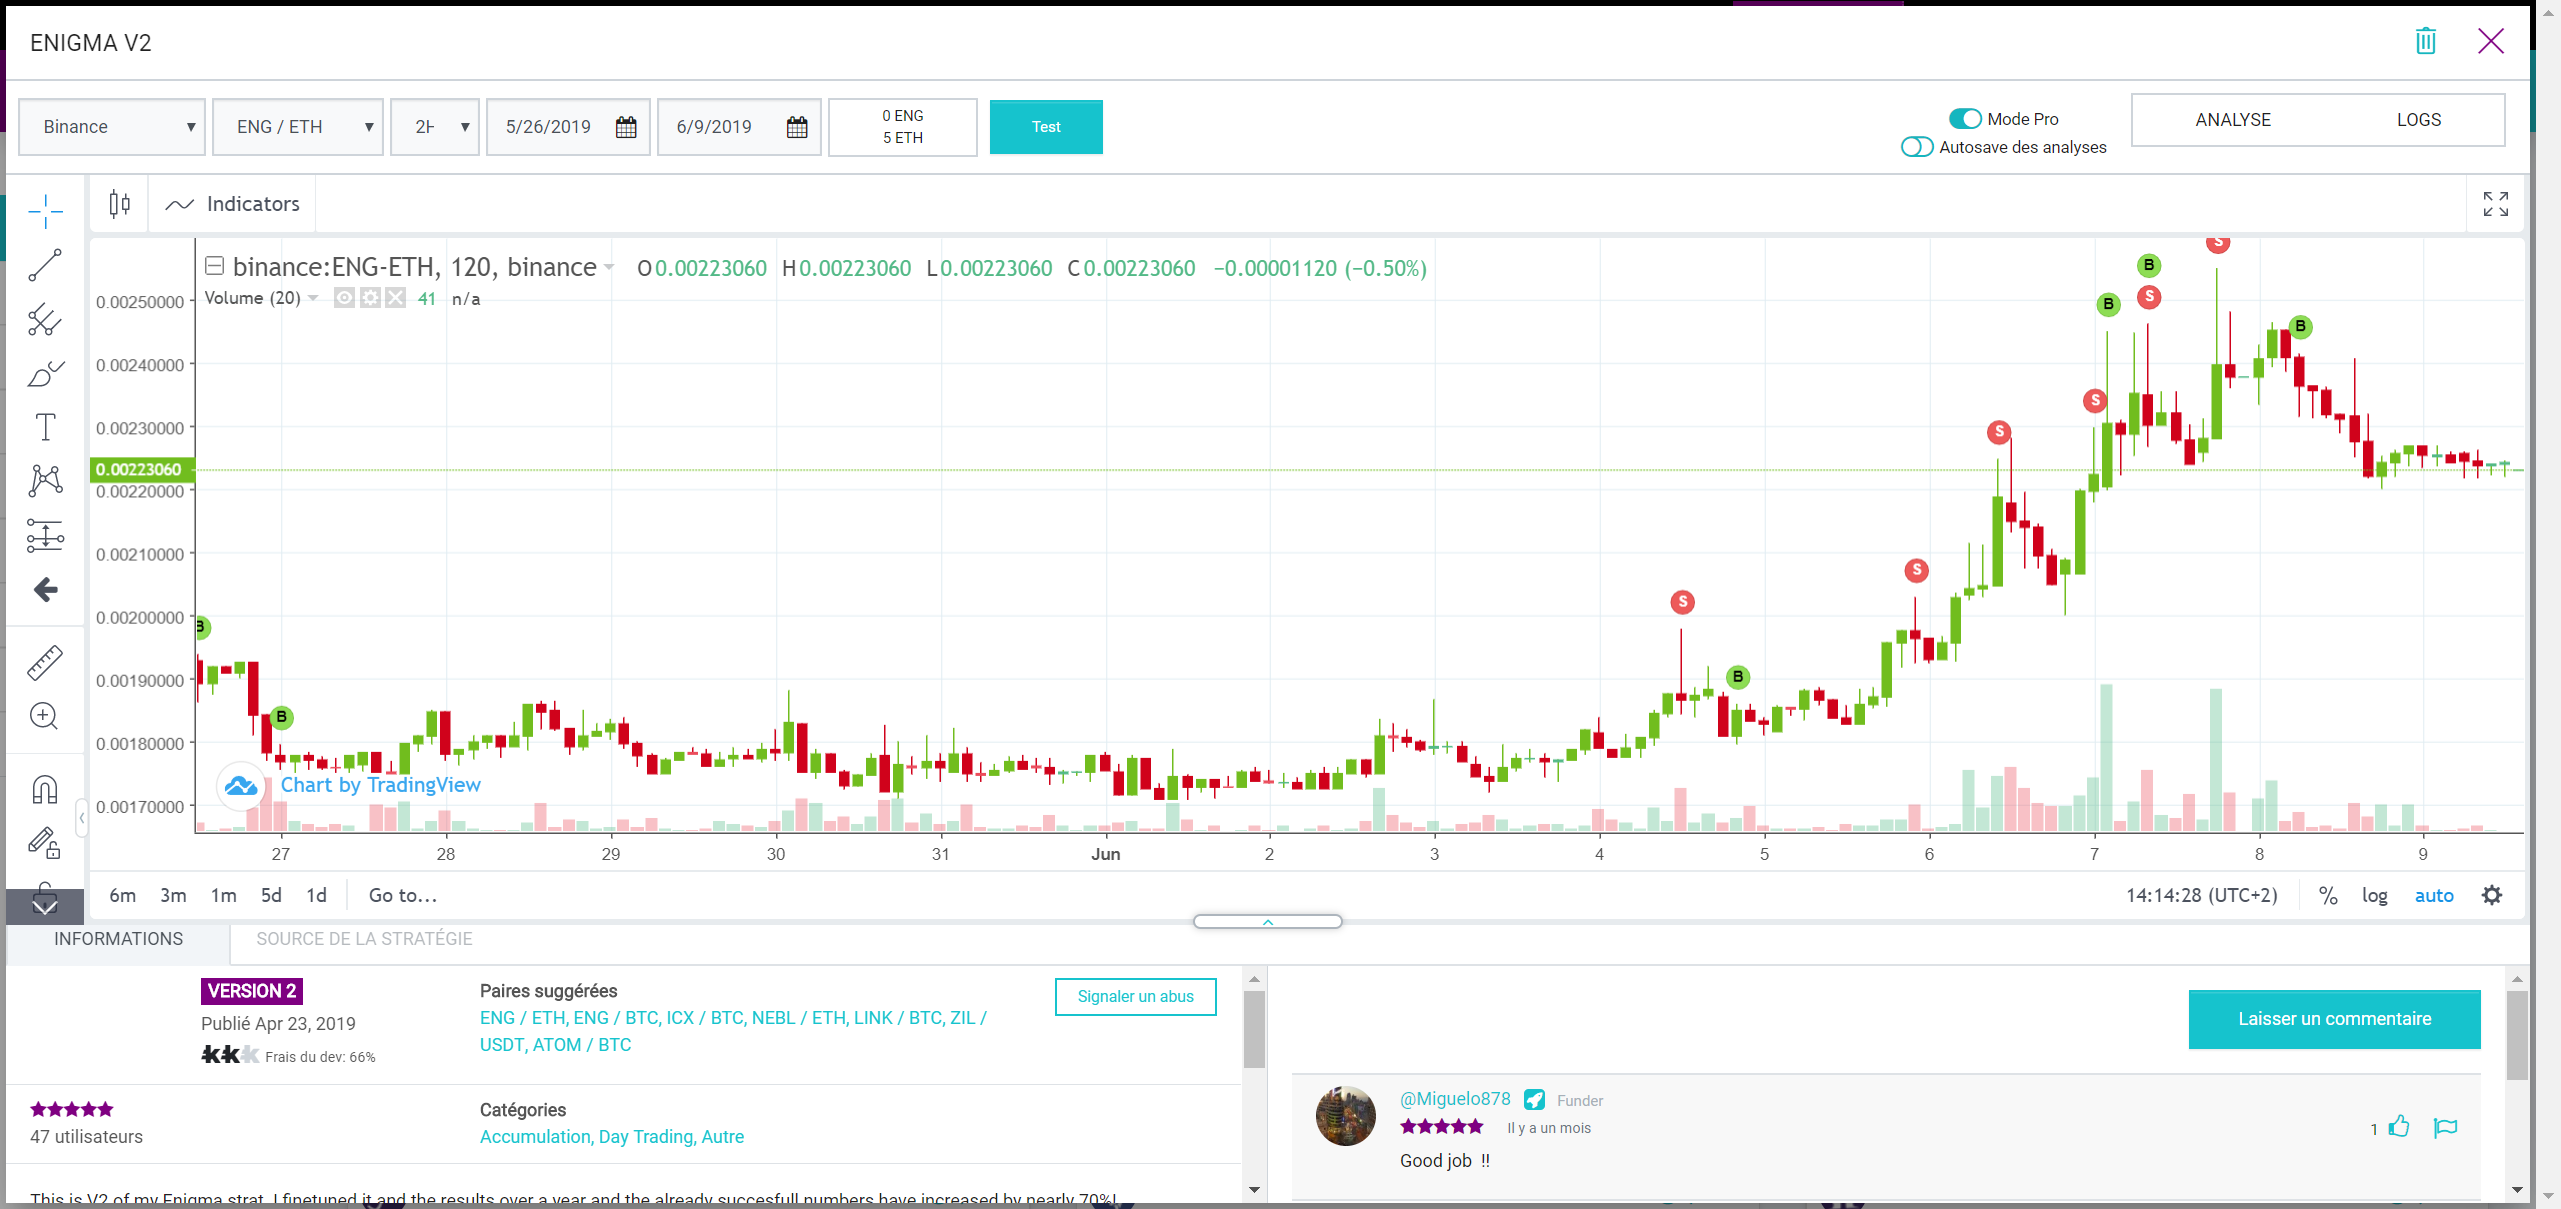 ENIGMA V2
Binance
ENG / ETH
2H
5/26/2019
6/9/2019
0 ENG
5 ETH
Test
Mode Pro
Autosave des analyses
ANALYSE
LOGS
Indicators
binance:ENG-ETH, 120, binance
O 0.00223060 H 0.00223060 L 0.00223060 C 0.00223060 −0.00001120 (−0.50%)
Volume (20)
41 n/a
0.00250000
0.00240000
0.00230000
0.00223060
0.00220000
0.00210000
0.00200000
0.00190000
0.00180000
0.00170000
B
B
S
B
S
S
S
B
B
S
S
B
Chart by TradingView
27 28 29 30 31 Jun 2 3 4 5 6 7 8 9
6m 3m 1m 5d 1d Go to...
14:14:28 (UTC+2) % log auto
INFORMATIONS
SOURCE DE LA STRATÉGIE
VERSION 2
Publié Apr 23, 2019
Frais du dev: 66%
Paires suggérées
ENG / ETH, ENG / BTC, ICX / BTC, NEBL / ETH, LINK / BTC, ZIL /
USDT, ATOM / BTC
Signaler un abus
47 utilisateurs
Catégories
Accumulation, Day Trading, Autre
This is V2 of my Enigma strat. I finetuned it and the results over a year and the already succesfull numbers have increased by nearly 70%!
Laisser un commentaire
@Miguelo878 Funder
Il y a un mois
1
Good job !!